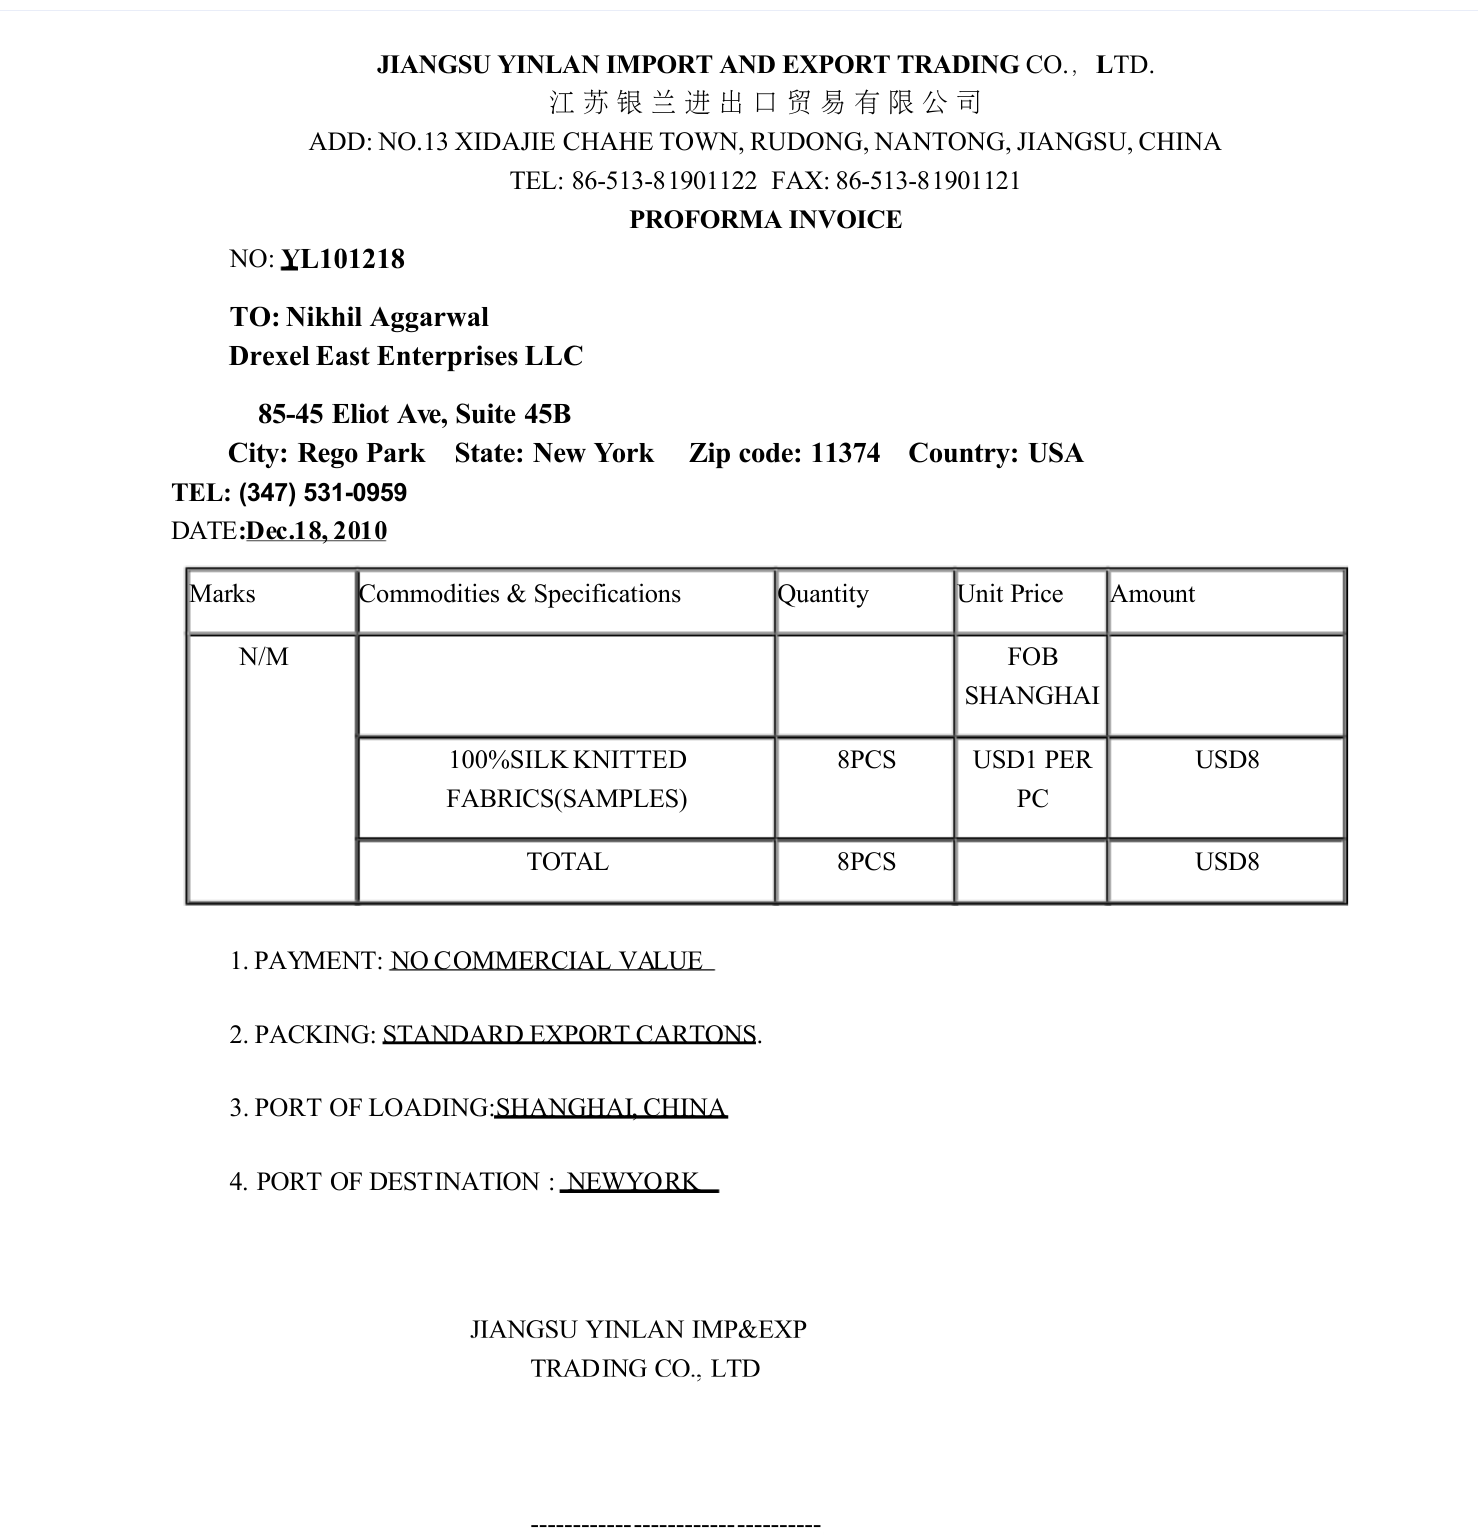 JIANGSU YINLAN IMPORT AND EXPORT TRADING CO., LTD.
江苏银兰进出口贸易有限公司
ADD: NO.13 XIDAJIE CHAHE TOWN, RUDONG, NANTONG, JIANGSU, CHINA
TEL: 86-513-81901122 FAX: 86-513-81901121
PROFORMA INVOICE
NO: YL101218
TO: Nikhil Aggarwal
Drexel East Enterprises LLC
85-45 Eliot Ave, Suite 45B
City: Rego Park State: New York Zip code: 11374 Country: USA
TEL: (347) 531-0959
DATE:Dec.18, 2010
Marks Commodities & Specifications Quantity Unit Price Amount
N/M FOB
SHANGHAI
100%SILK KNITTED 8PCS USD1 PER USD8
FABRICS(SAMPLES) PC
TOTAL 8PCS USD8
1. PAYMENT: NO COMMERCIAL VALUE
2. PACKING: STANDARD EXPORT CARTONS.
3. PORT OF LOADING:SHANGHAI, CHINA
4. PORT OF DESTINATION : NEWYORK
JIANGSU YINLAN IMP&EXP
TRADING CO., LTD
-----------------------------------